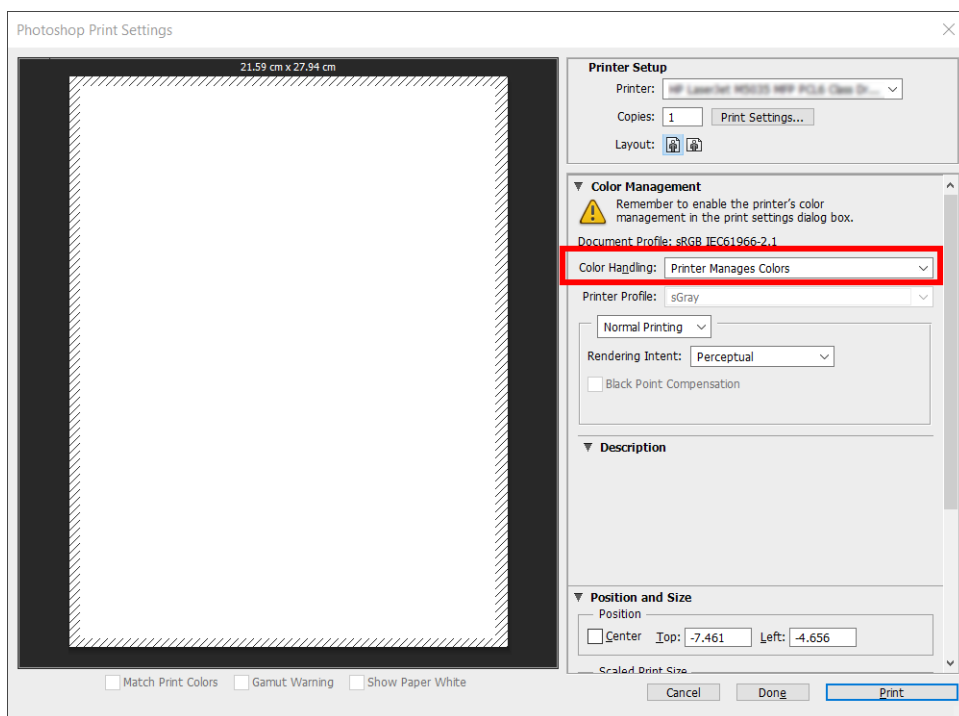 Photoshop Print Settings
21.59 cm x 27.94 cm
Printer Setup
Printer:
Copies: 1 Print Settings...
Layout:
Color Management
Remember to enable the printer's color
management in the print settings dialog box.
Document Profile: sRGB IEC61966-2.1
Color Handling: Printer Manages Colors
Printer Profile: sGray
Normal Printing
Rendering Intent: Perceptual
Black Point Compensation
Description
Position and Size
Position
Center Top: -7.461 Left: -4.656
Scaled Print Size
Match Print Colors Gamut Warning Show Paper White
Cancel Done Print